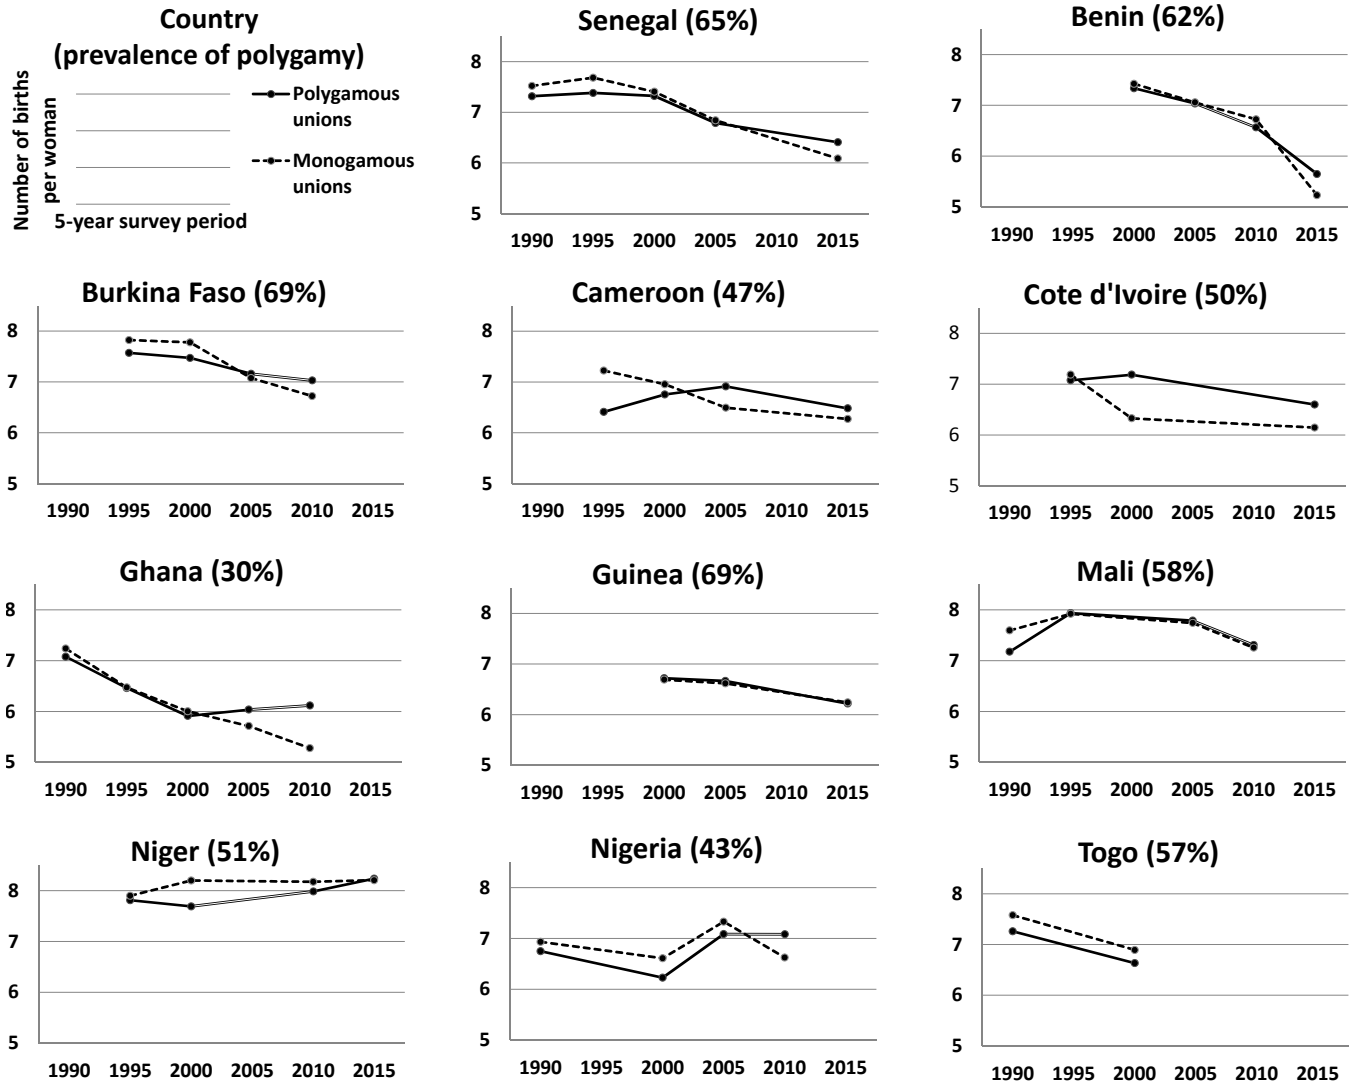 Country
(prevalence of polygamy)
Number of births
per woman
Polygamous
unions
Monogamous
unions
5-year survey period
Senegal (65%)
8
7
6
5
1990 1995 2000 2005 2010 2015
Benin (62%)
8
7
6
5
1990 1995 2000 2005 2010 2015
Burkina Faso (69%)
8
7
6
5
1990 1995 2000 2005 2010 2015
Cameroon (47%)
8
7
6
5
1990 1995 2000 2005 2010 2015
Cote d'Ivoire (50%)
8
7
6
5
1990 1995 2000 2005 2010 2015
Ghana (30%)
8
7
6
5
1990 1995 2000 2005 2010 2015
Guinea (69%)
8
7
6
5
1990 1995 2000 2005 2010 2015
Mali (58%)
8
7
6
5
1990 1995 2000 2005 2010 2015
Niger (51%)
8
7
6
5
1990 1995 2000 2005 2010 2015
Nigeria (43%)
8
7
6
5
1990 1995 2000 2005 2010 2015
Togo (57%)
8
7
6
5
1990 1995 2000 2005 2010 2015